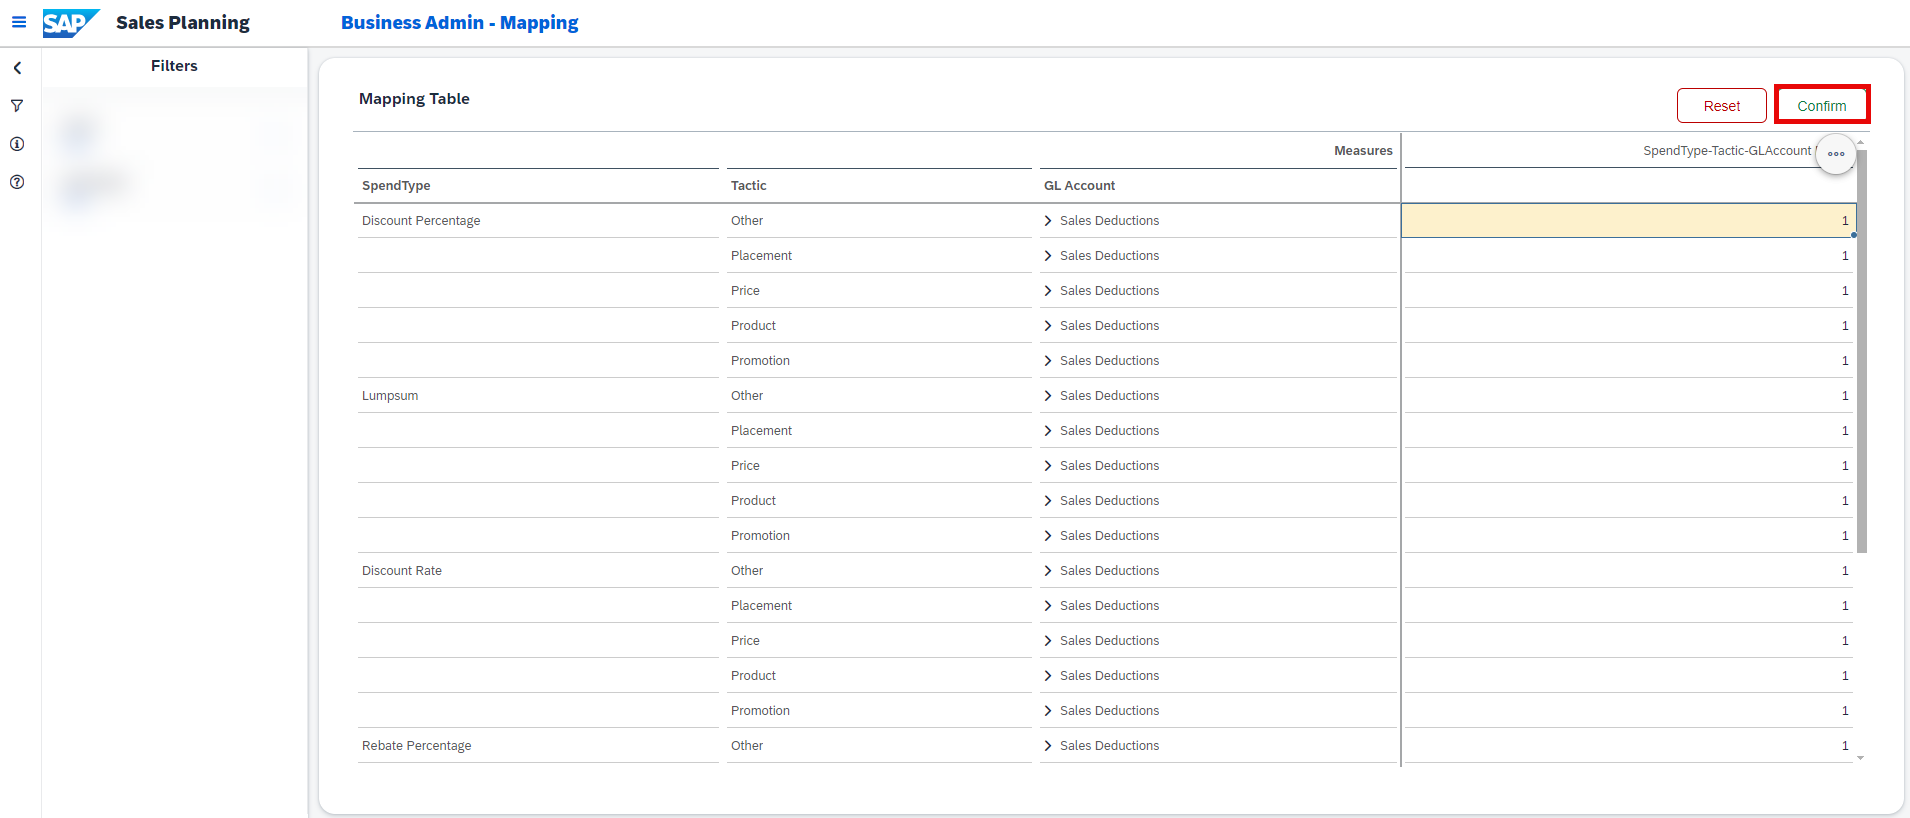 SAP Sales Planning Business Admin - Mapping
Filters
Mapping Table
Reset Confirm
Measures SpendType-Tactic-GLAccount
SpendType Tactic GL Account
Discount Percentage Other Sales Deductions 1
Placement Sales Deductions 1
Price Sales Deductions 1
Product Sales Deductions 1
Promotion Sales Deductions 1
Lumpsum Other Sales Deductions 1
Placement Sales Deductions 1
Price Sales Deductions 1
Product Sales Deductions 1
Promotion Sales Deductions 1
Discount Rate Other Sales Deductions 1
Placement Sales Deductions 1
Price Sales Deductions 1
Product Sales Deductions 1
Promotion Sales Deductions 1
Rebate Percentage Other Sales Deductions 1